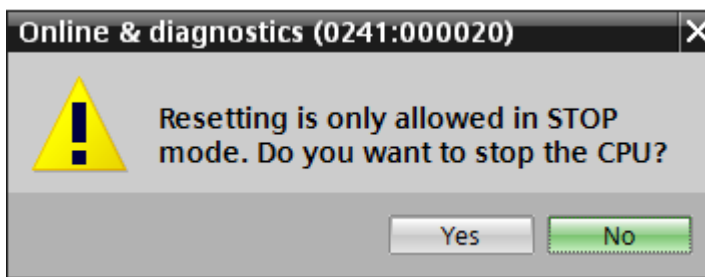 Online & diagnostics (0241:000020)
Resetting is only allowed in STOP
mode. Do you want to stop the CPU?
Yes No